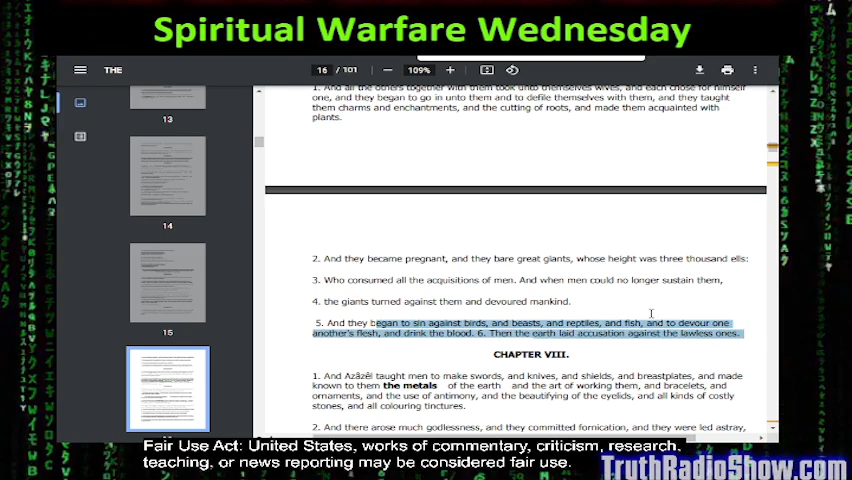 Spiritual Warfare Wednesday
THE
16 / 101
109%
1. And all the others together with them took unto themselves wives, and each chose for himself
one, and they began to go in unto them and to defile themselves with them, and they taught
them charms and enchantments, and the cutting of roots, and made them acquainted with
plants.
13
14
15
2. And they became pregnant, and they bare great giants, whose height was three thousand ells:
3. Who consumed all the acquisitions of men. And when men could no longer sustain them,
4. the giants turned against them and devoured mankind.
5. And they began to sin against birds, and beasts, and reptiles, and fish, and to devour one
another's flesh, and drink the blood. 6. Then the earth laid accusation against the lawless ones.
CHAPTER VIII.
1. And Azâzêl taught men to make swords, and knives, and shields, and breastplates, and made
known to them the metals of the earth and the art of working them, and bracelets, and
ornaments, and the use of antimony, and the beautifying of the eyelids, and all kinds of costly
stones, and all colouring tinctures.
2. And there arose much godlessness, and they committed fornication, and they were led astray,
Fair Use Act: United States, works of commentary, criticism, research,
teaching, or news reporting may be considered fair use.
TruthRadioShow.com